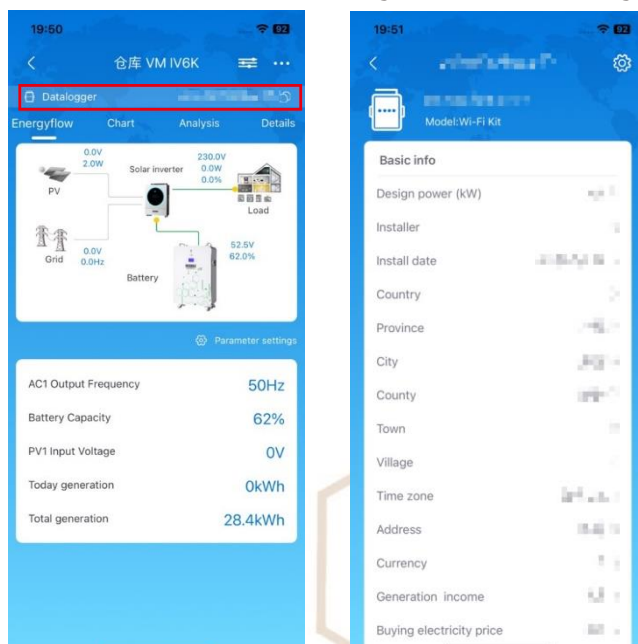 19:50
92
仓库 VM IV6K
Datalogger
Energyflow Chart Analysis Details
0.0V
2.0W
PV
Solar inverter
230.0V
0.0W
0.0%
Load
Grid
0.0V
0.0Hz
Battery
52.5V
62.0%
Parameter settings
AC1 Output Frequency 50Hz
Battery Capacity 62%
PV1 Input Voltage 0V
Today generation 0kWh
Total generation 28.4kWh
19:51
92
Model:Wi-Fi Kit
Basic info
Design power (kW)
Installer
Install date
Country
Province
City
County
Town
Village
Time zone
Address
Currency
Generation income
Buying electricity price